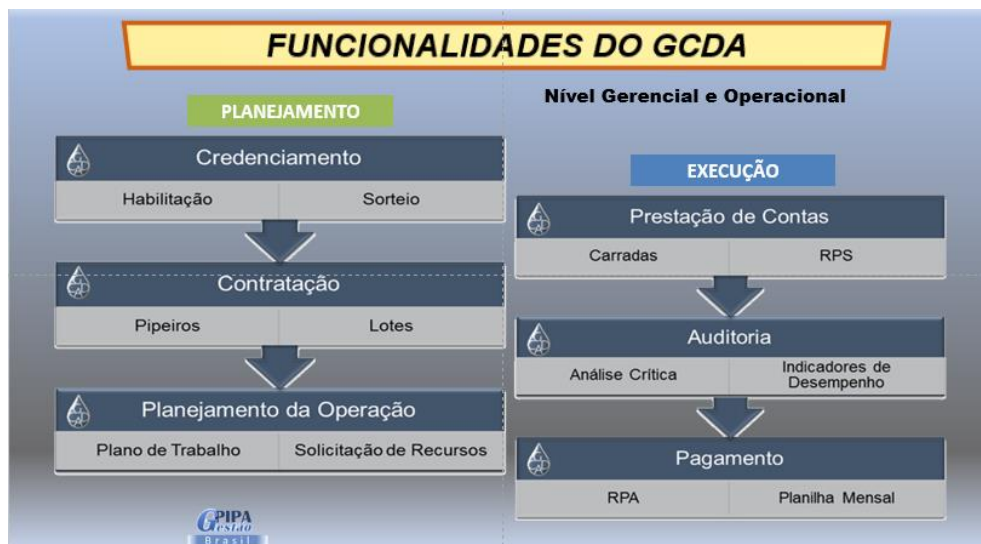 FUNCIONALIDADES DO GCDA
Nível Gerencial e Operacional
PLANEJAMENTO
Credenciamento
Habilitação
Sorteio
Contratação
Pipeiros
Lotes
Planejamento da Operação
Plano de Trabalho
Solicitação de Recursos
EXECUÇÃO
Prestação de Contas
Carradas
RPS
Auditoria
Análise Crítica
Indicadores de
Desempenho
Pagamento
RPA
Planilha Mensal
GPIPA
Gestão
Brasil